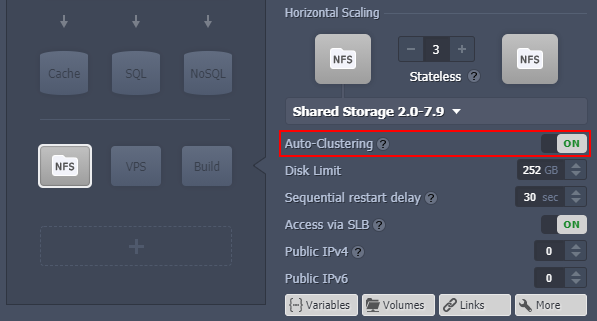 Horizontal Scaling
NFS
3
NFS
Stateless ?
Cache
SQL
NoSQL
Shared Storage 2.0-7.9
Auto-Clustering ? ON
NFS
VPS
Build
Disk Limit 252 GB
Sequential restart delay ? 30 sec
Access via SLB ON
Public IPv4 ? 0
Public IPv6 0
Variables
Volumes
Links
More